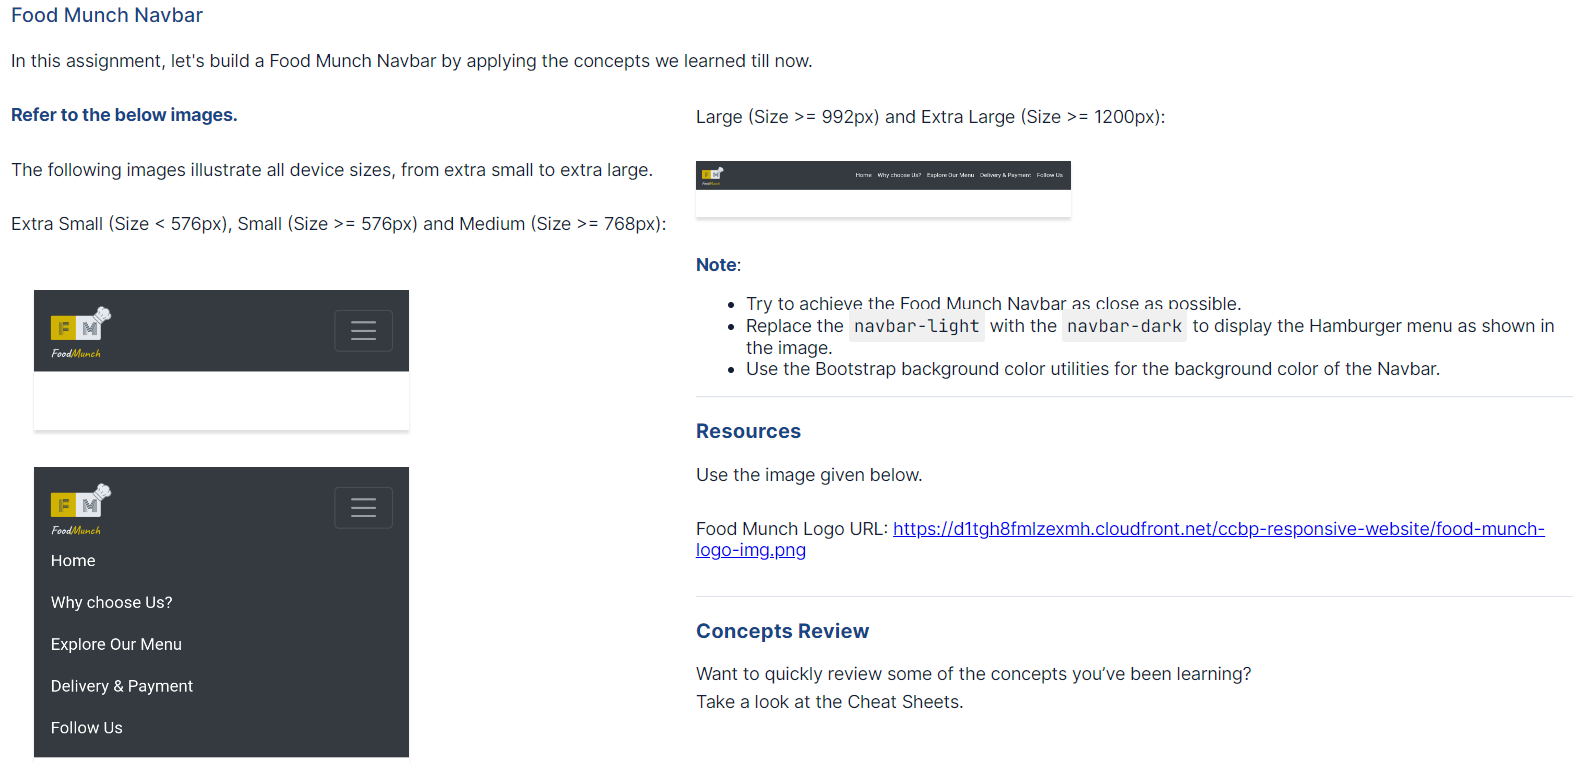 Food Munch Navbar
In this assignment, let's build a Food Munch Navbar by applying the concepts we learned till now.
Refer to the below images.
The following images illustrate all device sizes, from extra small to extra large.
Extra Small (Size < 576px), Small (Size >= 576px) and Medium (Size >= 768px):
F M
FoodMunch
F M
FoodMunch
Home
Why choose Us?
Explore Our Menu
Delivery & Payment
Follow Us
Large (Size >= 992px) and Extra Large (Size >= 1200px):
F M
FoodMunch
Home Why choose Us? Explore Our Menu Delivery & Payment Follow Us
Note:
• Try to achieve the Food Munch Navbar as close as possible.
• Replace the navbar-light with the navbar-dark to display the Hamburger menu as shown in
the image.
• Use the Bootstrap background color utilities for the background color of the Navbar.
Resources
Use the image given below.
Food Munch Logo URL: https://d1tgh8fmlzexmh.cloudfront.net/ccbp-responsive-website/food-munch-
logo-img.png
Concepts Review
Want to quickly review some of the concepts you’ve been learning?
Take a look at the Cheat Sheets.